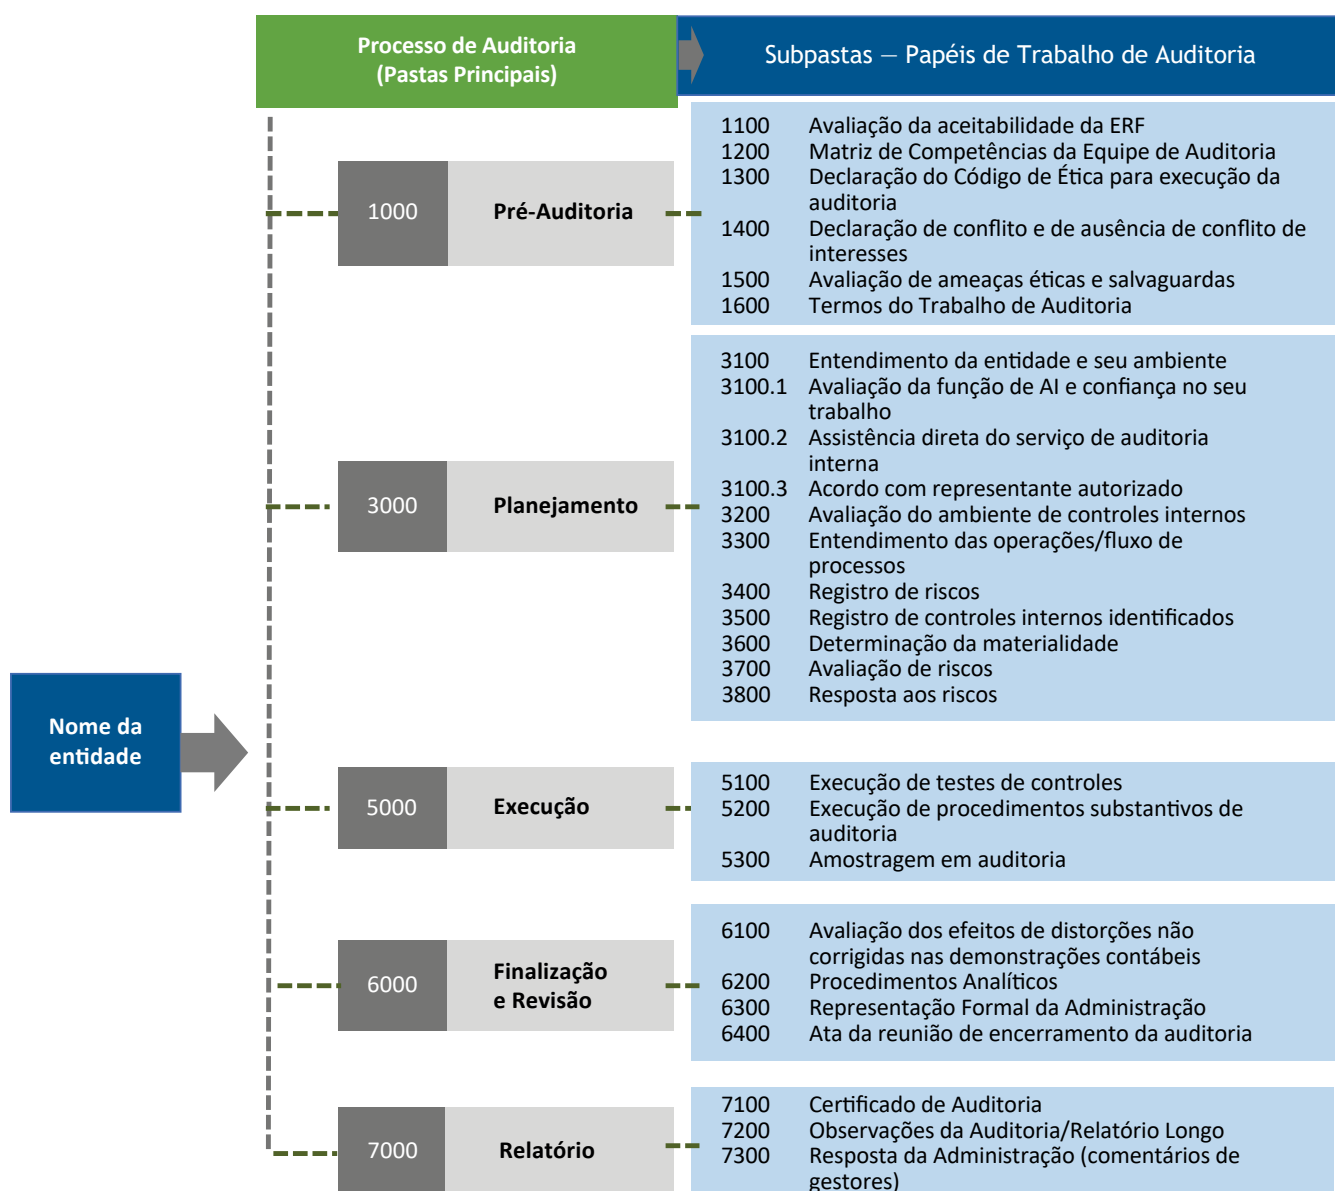 Processo de Auditoria
(Pastas Principais)
Subpastas — Papéis de Trabalho de Auditoria
Nome da
entidade
1000 Pré-Auditoria
1100 Avaliação da aceitabilidade da ERF
1200 Matriz de Competências da Equipe de Auditoria
1300 Declaração do Código de Ética para execução da
auditoria
1400 Declaração de conflito e de ausência de conflito de
interesses
1500 Avaliação de ameaças éticas e salvaguardas
1600 Termos do Trabalho de Auditoria
3000 Planejamento
3100 Entendimento da entidade e seu ambiente
3100.1 Avaliação da função de AI e confiança no seu
trabalho
3100.2 Assistência direta do serviço de auditoria
interna
3100.3 Acordo com representante autorizado
3200 Avaliação do ambiente de controles internos
3300 Entendimento das operações/fluxo de
processos
3400 Registro de riscos
3500 Registro de controles internos identificados
3600 Determinação da materialidade
3700 Avaliação de riscos
3800 Resposta aos riscos
5000 Execução
5100 Execução de testes de controles
5200 Execução de procedimentos substantivos de
auditoria
5300 Amostragem em auditoria
6000 Finalização
e Revisão
6100 Avaliação dos efeitos de distorções não
corrigidas nas demonstrações contábeis
6200 Procedimentos Analíticos
6300 Representação Formal da Administração
6400 Ata da reunião de encerramento da auditoria
7000 Relatório
7100 Certificado de Auditoria
7200 Observações da Auditoria/Relatório Longo
7300 Resposta da Administração (comentários de
gestores)